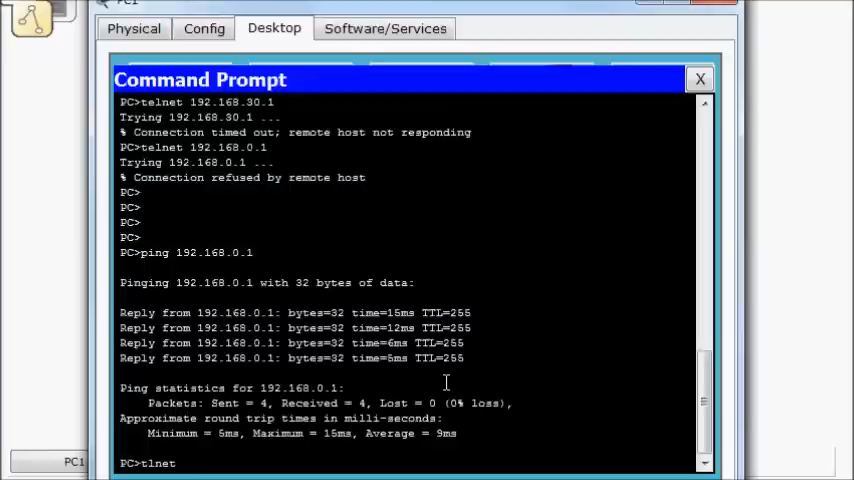 PC1
Physical
Config
Desktop
Software/Services
Command Prompt
X
PC>telnet 192.168.30.1
Trying 192.168.30.1 ...
% Connection timed out; remote host not responding
PC>telnet 192.168.0.1
Trying 192.168.0.1 ...
% Connection refused by remote host
PC>
PC>
PC>
PC>
PC>ping 192.168.0.1
Pinging 192.168.0.1 with 32 bytes of data:
Reply from 192.168.0.1: bytes=32 time=15ms TTL=255
Reply from 192.168.0.1: bytes=32 time=12ms TTL=255
Reply from 192.168.0.1: bytes=32 time=6ms TTL=255
Reply from 192.168.0.1: bytes=32 time=5ms TTL=255
Ping statistics for 192.168.0.1:
Packets: Sent = 4, Received = 4, Lost = 0 (0% loss),
Approximate round trip times in milli-seconds:
Minimum = 5ms, Maximum = 15ms, Average = 9ms
PC>tlnet
PC1